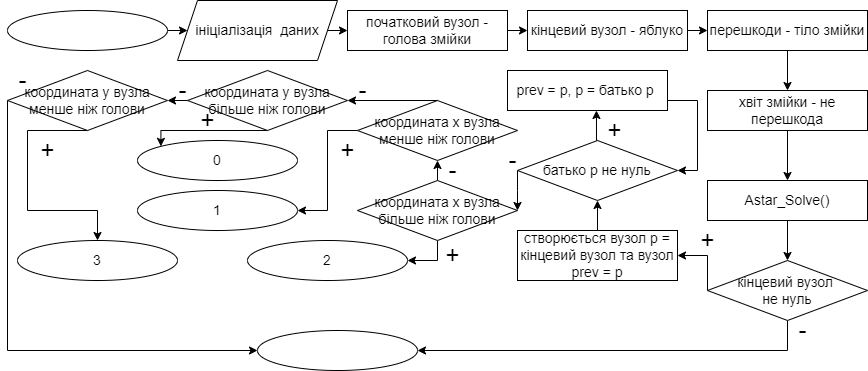 ініціалізація даних
початковий вузол -
голова змійки
кінцевий вузол - яблуко
перешкоди - тіло змійки
хвіт змійки - не
перешкода
Astar_Solve()
кінцевий вузол
не нуль
+
-
створюється вузол p =
кінцевий вузол та вузол
prev = p
батько p не нуль
+
-
prev = p, p = батько p
координата x вузла
більше ніж голови
+
-
2
координата x вузла
менше ніж голови
+
-
1
координата y вузла
більше ніж голови
+
-
0
координата y вузла
менше ніж голови
+
-
3